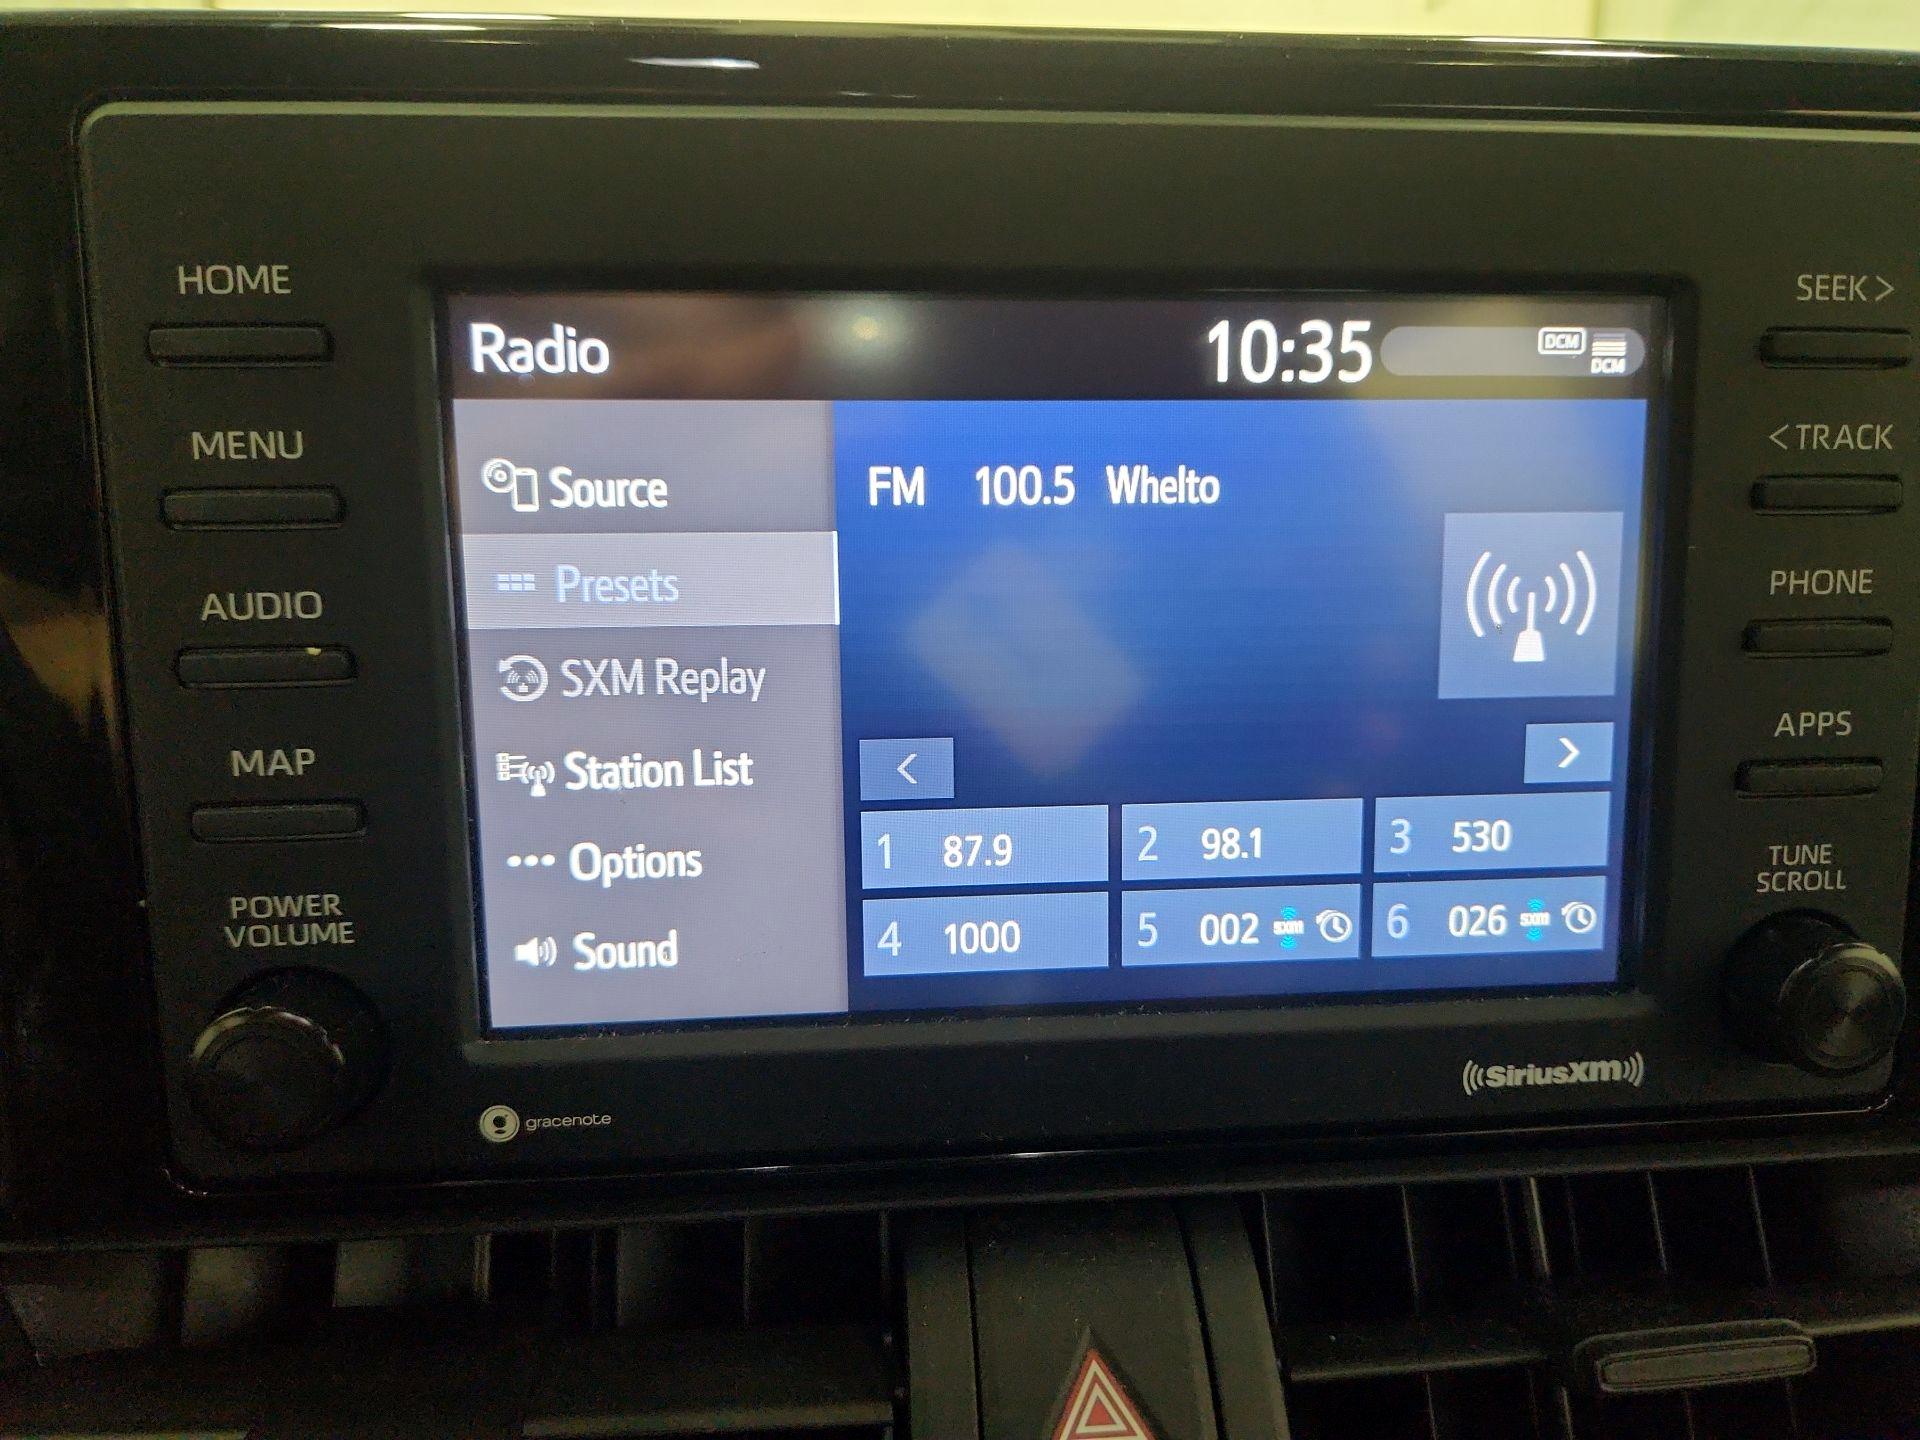 HOME
MENU
AUDIO
MAP
POWER
VOLUME
Radio
10:35
DCM
DCM
Source
Presets
SXM Replay
Station List
Options
Sound
FM 100.5 Whelto
<
>
1 87.9
2 98.1
3 530
4 1000
5 002 sxm
6 026 sxm
SEEK >
< TRACK
PHONE
APPS
TUNE
SCROLL
gracenote
SiriusXM